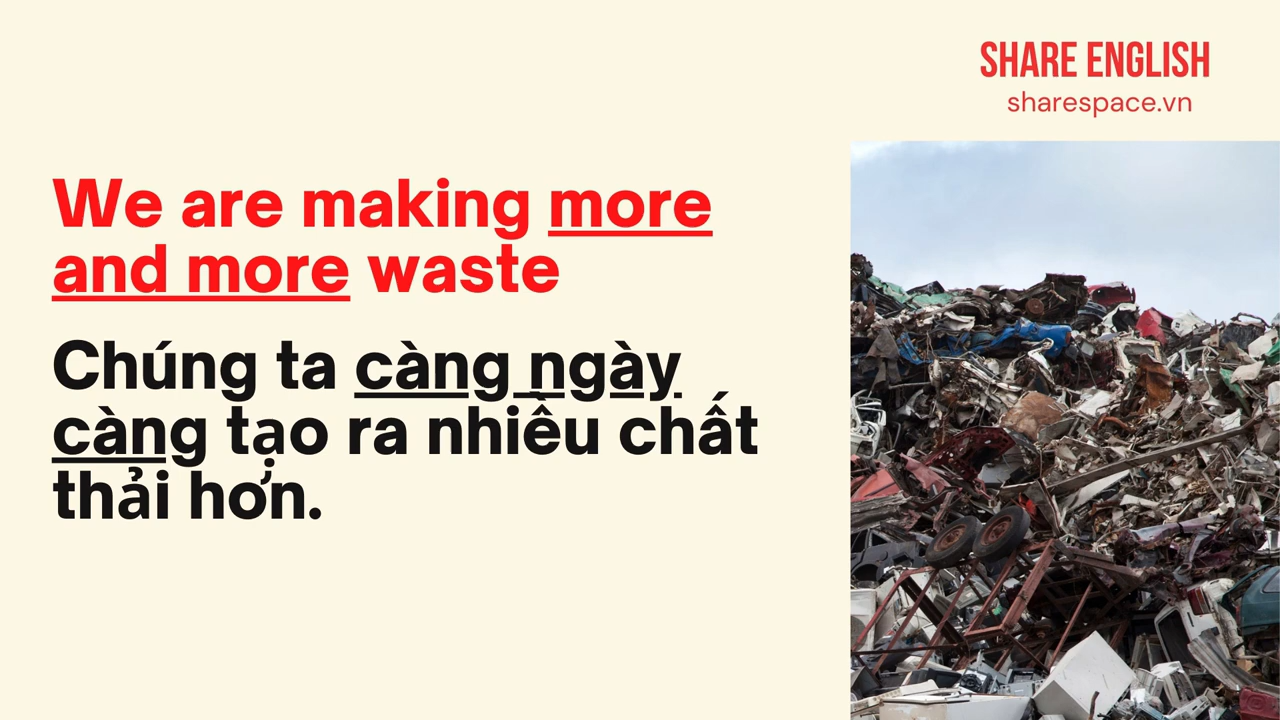 SHARE ENGLISH
sharespace.vn
We are making more
and more waste
Chúng ta càng ngày
càng tạo ra nhiều chất
thải hơn.